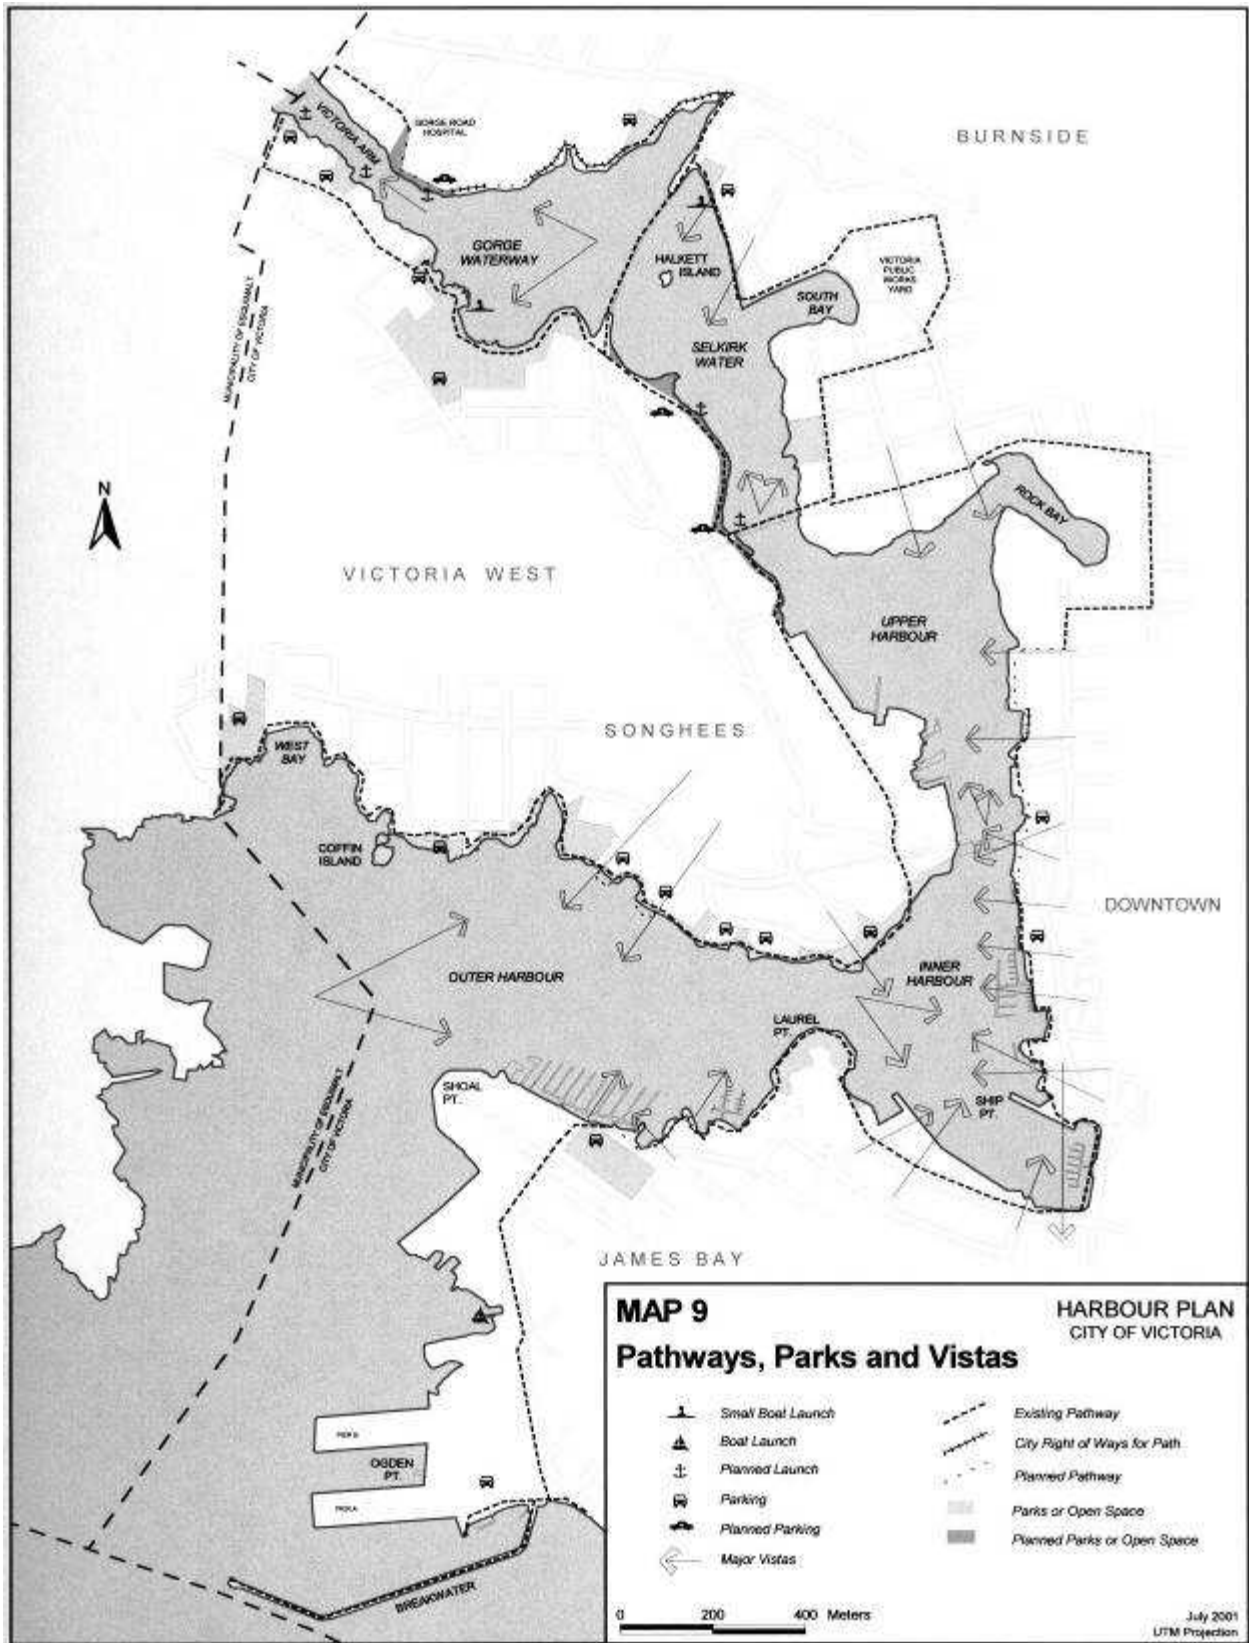 VICTORIA ARM
GORGE ROAD
HOSPITAL
BURNSIDE
GORGE
WATERWAY
HALKETT
ISLAND
VICTORIA
PUBLIC
WORKS
YARD
SOUTH
BAY
MUNICIPALITY OF ESQUIMALT
CITY OF VICTORIA
SELKIRK
WATER
N
ROCK BAY
VICTORIA WEST
UPPER
HARBOUR
SONGHEES
WEST
BAY
COFFIN
ISLAND
DOWNTOWN
OUTER HARBOUR
INNER
HARBOUR
LAUREL
PT.
SHOAL
PT.
SHIP
PT.
MUNICIPALITY OF ESQUIMALT
CITY OF VICTORIA
JAMES BAY
PIER B
OGDEN
PT.
PIER A
BREAKWATER
MAP 9
HARBOUR PLAN
CITY OF VICTORIA
Pathways, Parks and Vistas
Small Boat Launch
Boat Launch
Planned Launch
Parking
Planned Parking
Major Vistas
Existing Pathway
City Right of Ways for Path
Planned Pathway
Parks or Open Space
Planned Parks or Open Space
0 200 400 Meters
July 2001
UTM Projection